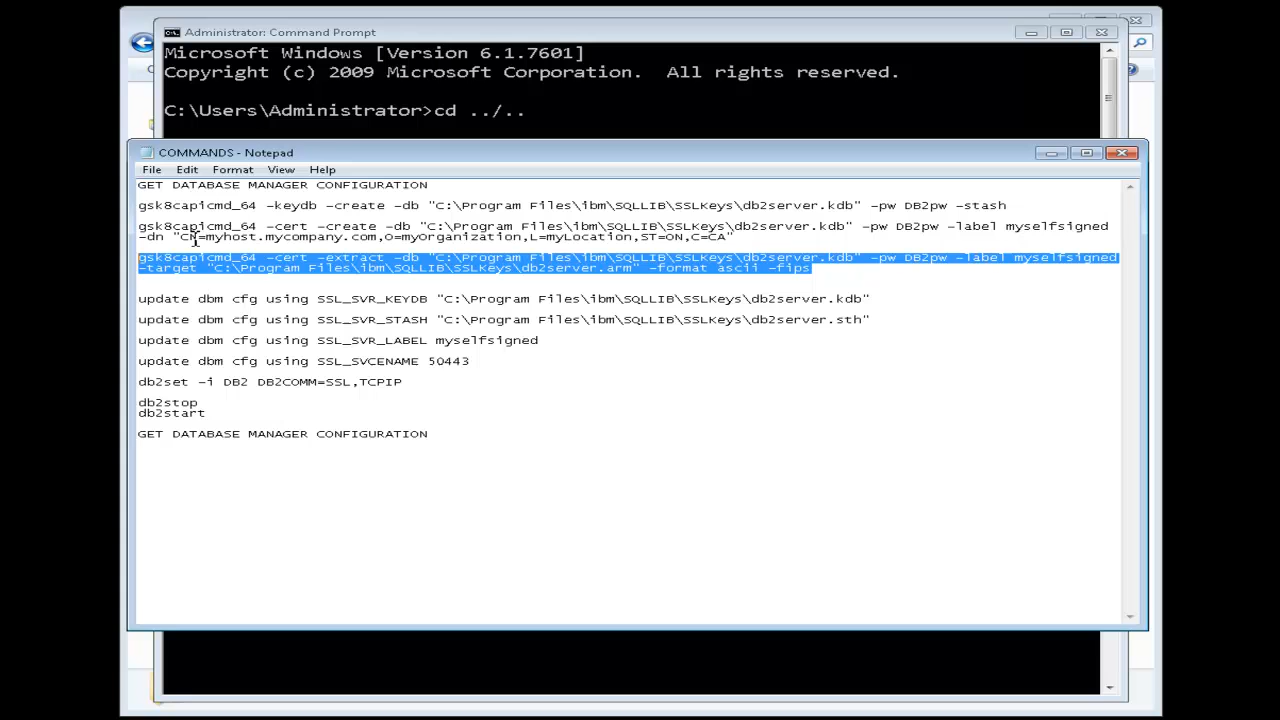 Administrator: Command Prompt
Microsoft Windows [Version 6.1.7601]
Copyright (c) 2009 Microsoft Corporation.  All rights reserved.
C:\Users\Administrator>cd ../..
COMMANDS - Notepad
File Edit Format View Help
GET DATABASE MANAGER CONFIGURATION
gsk8capicmd_64 -keydb -create -db "C:\Program Files\ibm\SQLLIB\SSLKeys\db2server.kdb" -pw DB2pw -stash
gsk8capicmd_64 -cert -create -db "C:\Program Files\ibm\SQLLIB\SSLKeys\db2server.kdb" -pw DB2pw -label myselfsigned
-dn "CN=myhost.mycompany.com,O=myOrganization,L=myLocation,ST=ON,C=CA"
gsk8capicmd_64 -cert -extract -db "C:\Program Files\ibm\SQLLIB\SSLKeys\db2server.kdb" -pw DB2pw -label myselfsigned
-target "C:\Program Files\ibm\SQLLIB\SSLKeys\db2server.arm" -format ascii -fips
update dbm cfg using SSL_SVR_KEYDB "C:\Program Files\ibm\SQLLIB\SSLKeys\db2server.kdb"
update dbm cfg using SSL_SVR_STASH "C:\Program Files\ibm\SQLLIB\SSLKeys\db2server.sth"
update dbm cfg using SSL_SVR_LABEL myselfsigned
update dbm cfg using SSL_SVCENAME 50443
db2set -i DB2 DB2COMM=SSL,TCPIP
db2stop
db2start
GET DATABASE MANAGER CONFIGURATION